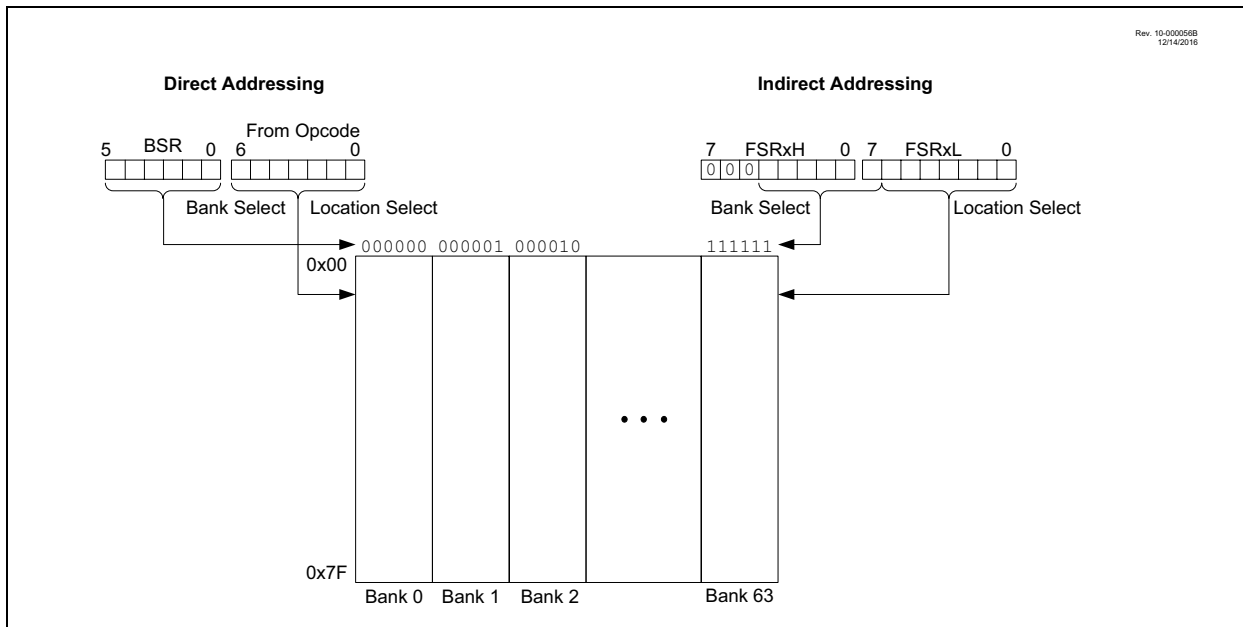 Rev. 10-000056B
12/14/2016
Direct Addressing
Indirect Addressing
From Opcode
5 BSR 0 6 0
7 FSRxH 0 7 FSRxL 0
0 0 0
Bank Select Location Select
Bank Select Location Select
000000 000001 000010 111111
0x00
• • •
0x7F
Bank 0 Bank 1 Bank 2 Bank 63